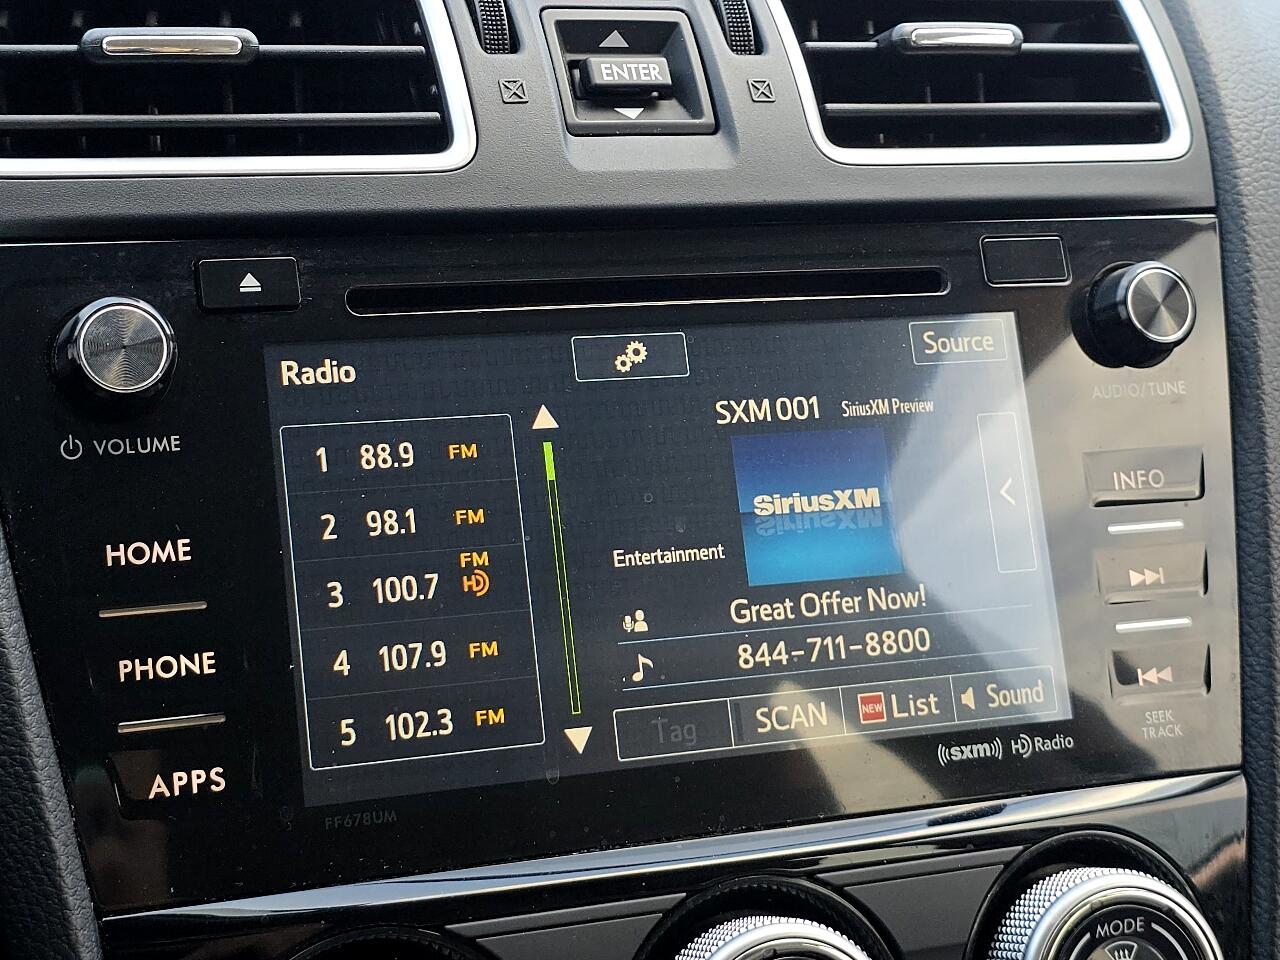 ENTER
Radio
Source
SXM 001 SiriusXM Preview
1 88.9 FM
2 98.1 FM
3 100.7 FM HD
4 107.9 FM
5 102.3 FM
SiriusXM
Entertainment
Great Offer Now!
844-711-8800
Tag SCAN NEW List Sound
((sxm)) HD Radio
VOLUME
HOME
PHONE
APPS
FF678UM
AUDIO/TUNE
INFO
SEEK
TRACK
MODE